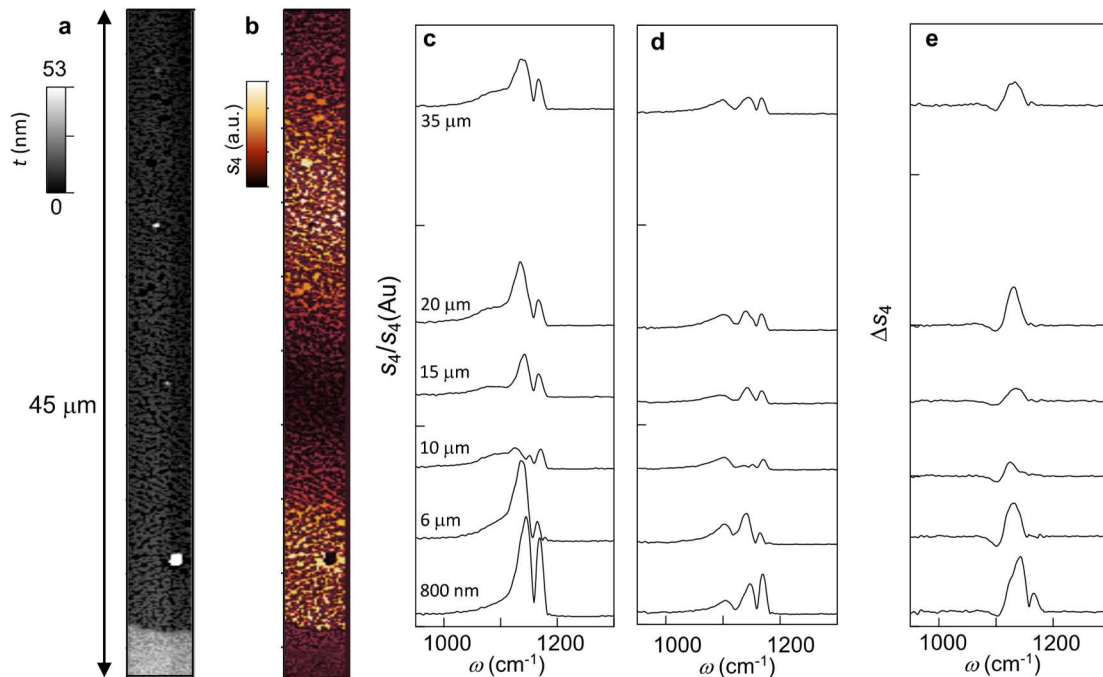 a
b
c
d
e
53
t (nm)
0
s₄ (a.u.)
45 μm
s₄/s₄(Au)
35 μm
20 μm
15 μm
10 μm
6 μm
800 nm
1000 1200
ω (cm⁻¹)
1000 1200
ω (cm⁻¹)
Δs₄
1000 1200
ω (cm⁻¹)